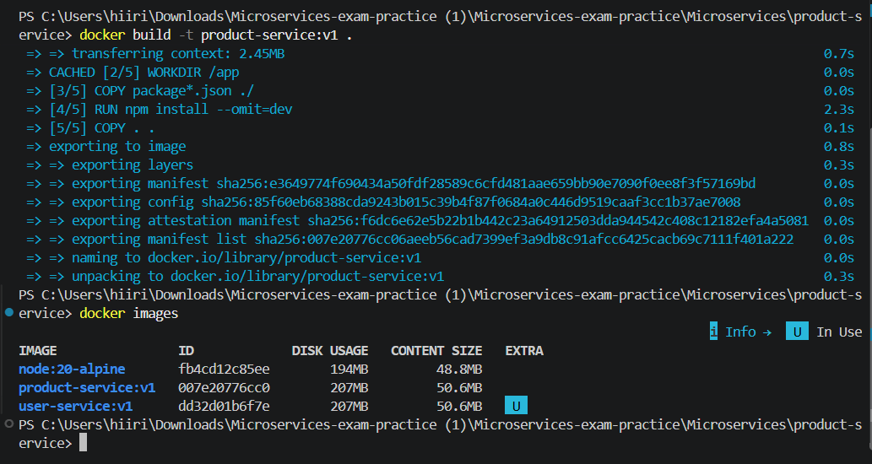 PS C:\Users\hiiri\Downloads\Microservices-exam-practice (1)\Microservices-exam-practice\Microservices\product-s
ervice> docker build -t product-service:v1 .
=> => transferring context: 2.45MB 0.7s
=> CACHED [2/5] WORKDIR /app 0.0s
=> [3/5] COPY package*.json ./ 0.0s
=> [4/5] RUN npm install --omit=dev 2.3s
=> [5/5] COPY . . 0.1s
=> exporting to image 0.8s
=> => exporting layers 0.3s
=> => exporting manifest sha256:e3649774f690434a50fdf28589c6cfd481aae659bb90e7090f0ee8f3f57169bd 0.0s
=> => exporting config sha256:85f60eb68388cda9243b015c39b4f87f0684a0c446d9519caaf3cc1b37ae7008 0.0s
=> => exporting attestation manifest sha256:f6dc6e62e5b22b1b442c23a64912503dda944542c408c12182efa4a5081 0.0s
=> => exporting manifest list sha256:007e20776cc06aeeb56cad7399ef3a9db8c91afcc6425cacb69c7111f401a222 0.0s
=> => naming to docker.io/library/product-service:v1 0.0s
=> => unpacking to docker.io/library/product-service:v1 0.3s
PS C:\Users\hiiri\Downloads\Microservices-exam-practice (1)\Microservices-exam-practice\Microservices\product-s
ervice> docker images
i Info → U In Use
IMAGE ID DISK USAGE CONTENT SIZE EXTRA
node:20-alpine fb4cd12c85ee 194MB 48.8MB
product-service:v1 007e20776cc0 207MB 50.6MB
user-service:v1 dd32d01b6f7e 207MB 50.6MB U
PS C:\Users\hiiri\Downloads\Microservices-exam-practice (1)\Microservices-exam-practice\Microservices\product-s
ervice>